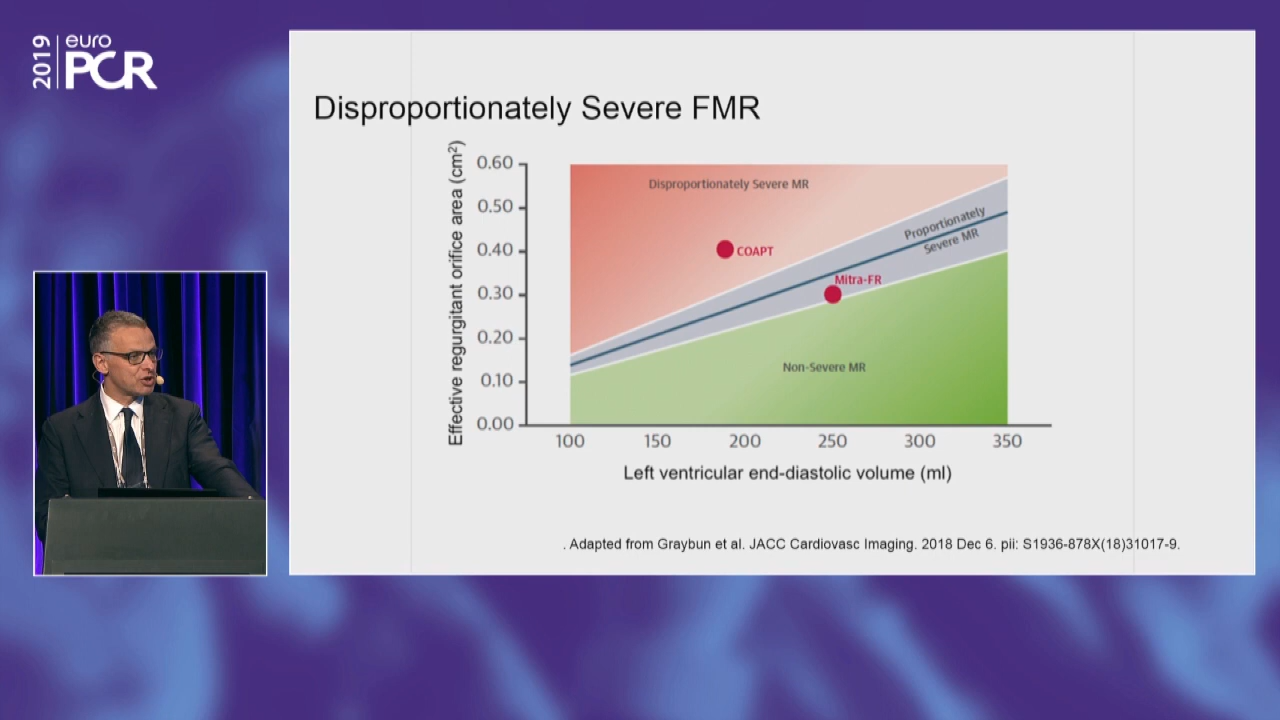 2019
euro
PCR
Disproportionately Severe FMR
Effective regurgitant orifice area (cm²)
0.60
0.50
0.40
0.30
0.20
0.10
0.00
Disproportionately Severe MR
COAPT
Proportionately
Severe MR
Mitra-FR
Non-Severe MR
100
150
200
250
300
350
Left ventricular end-diastolic volume (ml)
. Adapted from Graybun et al. JACC Cardiovasc Imaging. 2018 Dec 6. pii: S1936-878X(18)31017-9.